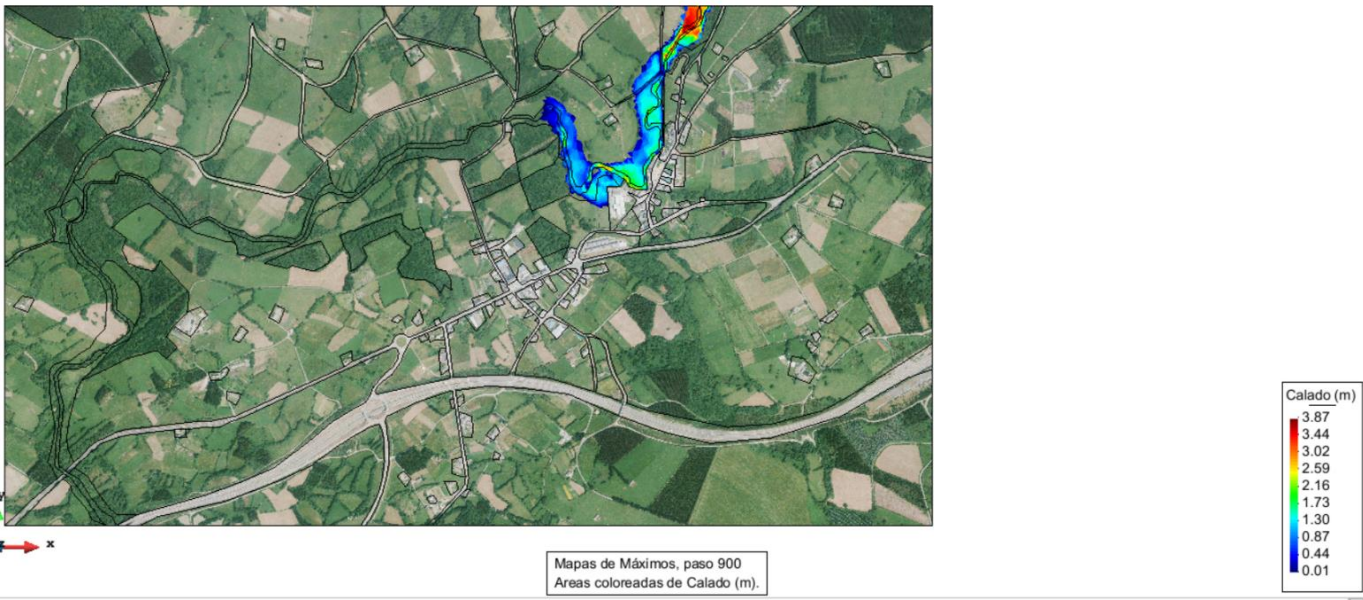 Calado (m)
3.87
3.44
3.02
2.59
2.16
1.73
1.30
0.87
0.44
0.01
x
Mapas de Máximos, paso 900
Areas coloreadas de Calado (m).